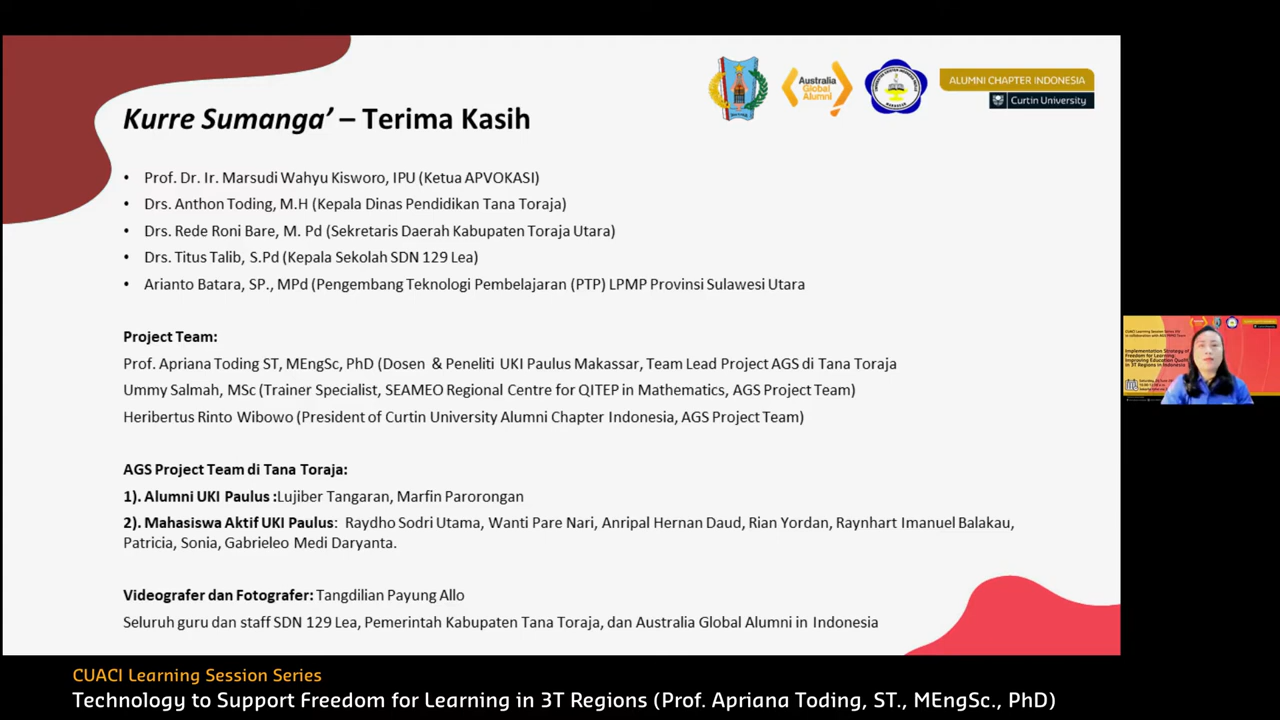 Kurre Sumanga’ – Terima Kasih
Australia
Global
Alumni
ALUMNI CHAPTER INDONESIA
Curtin University
• Prof. Dr. Ir. Marsudi Wahyu Kisworo, IPU (Ketua APVOKASI)
• Drs. Anthon Toding, M.H (Kepala Dinas Pendidikan Tana Toraja)
• Drs. Rede Roni Bare, M. Pd (Sekretaris Daerah Kabupaten Toraja Utara)
• Drs. Titus Talib, S.Pd (Kepala Sekolah SDN 129 Lea)
• Arianto Batara, SP., MPd (Pengembang Teknologi Pembelajaran (PTP) LPMP Provinsi Sulawesi Utara
Project Team:
Prof. Apriana Toding ST, MEngSc, PhD (Dosen & Peneliti UKI Paulus Makassar, Team Lead Project AGS di Tana Toraja
Ummy Salmah, MSc (Trainer Specialist, SEAMEO Regional Centre for QITEP in Mathematics, AGS Project Team)
Heribertus Rinto Wibowo (President of Curtin University Alumni Chapter Indonesia, AGS Project Team)
AGS Project Team di Tana Toraja:
1). Alumni UKI Paulus :Lujiber Tangaran, Marfin Parorongan
2). Mahasiswa Aktif UKI Paulus: Raydho Sodri Utama, Wanti Pare Nari, Anripal Hernan Daud, Rian Yordan, Raynhart Imanuel Balakau,
Patricia, Sonia, Gabrieleo Medi Daryanta.
Videografer dan Fotografer: Tangdilian Payung Allo
Seluruh guru dan staff SDN 129 Lea, Pemerintah Kabupaten Tana Toraja, dan Australia Global Alumni in Indonesia
CUACI Learning Session Series
Technology to Support Freedom for Learning in 3T Regions (Prof. Apriana Toding, ST., MEngSc., PhD)